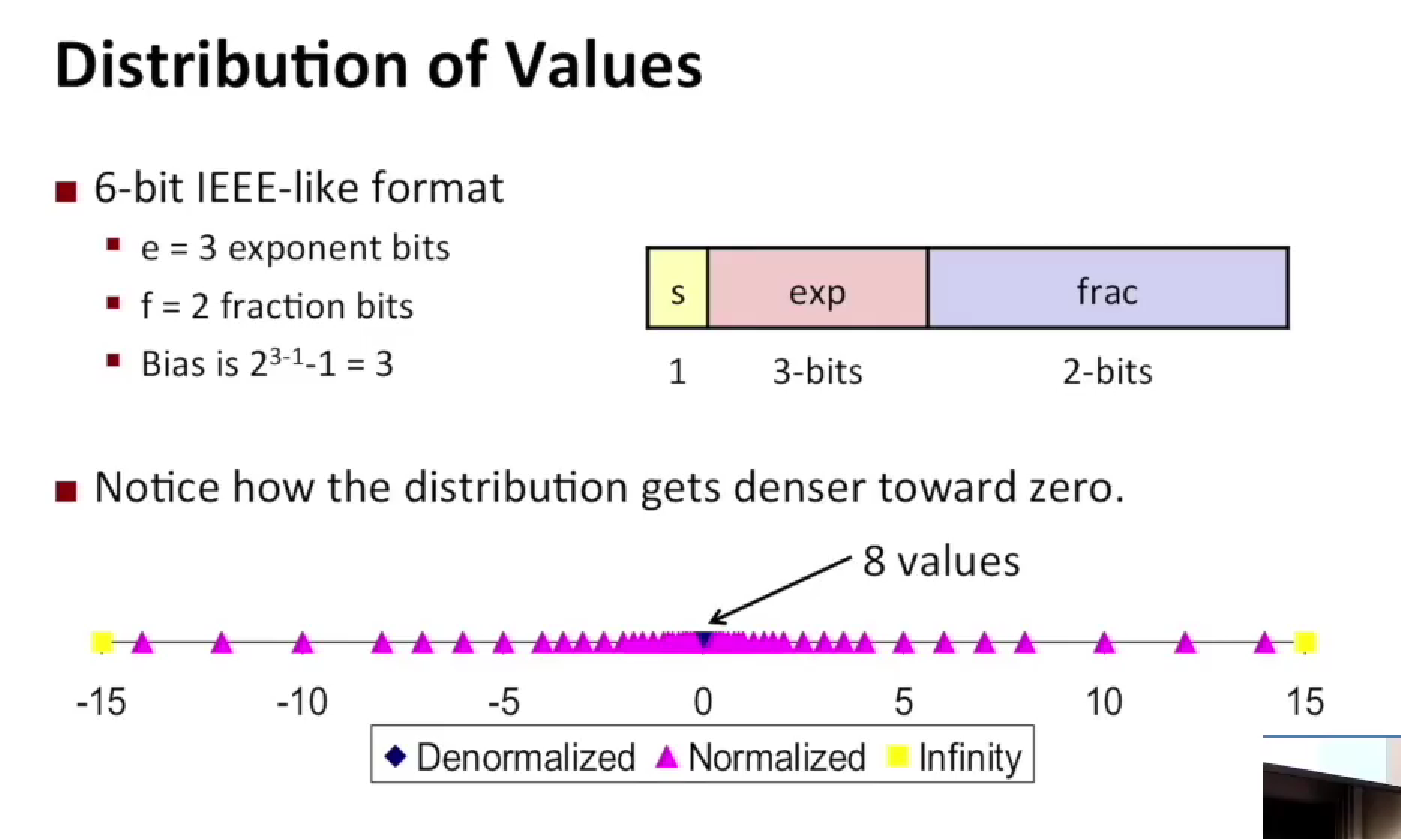 Distribution of Values
6-bit IEEE-like format
e = 3 exponent bits
f = 2 fraction bits
Bias is 2³⁻¹-1 = 3
s exp frac
1 3-bits 2-bits
Notice how the distribution gets denser toward zero.
8 values
-15 -10 -5 0 5 10 15
Denormalized Normalized Infinity